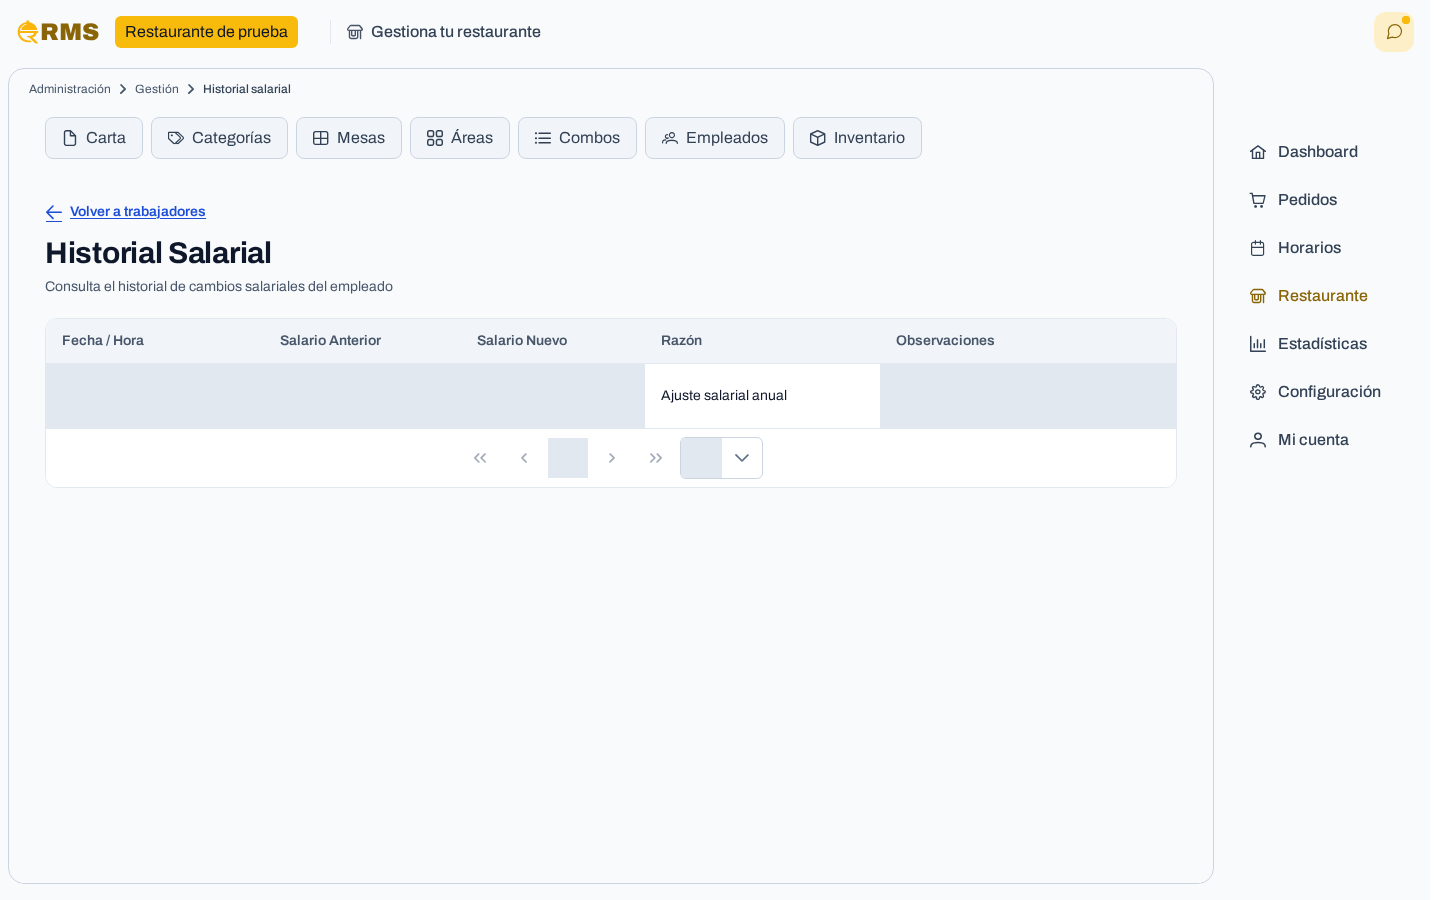 RMS
Restaurante de prueba
Gestiona tu restaurante
Administración
Gestión
Historial salarial
Carta
Categorías
Mesas
Áreas
Combos
Empleados
Inventario
Volver a trabajadores
Historial Salarial
Consulta el historial de cambios salariales del empleado
Fecha / Hora
Salario Anterior
Salario Nuevo
Razón
Observaciones
Ajuste salarial anual
Dashboard
Pedidos
Horarios
Restaurante
Estadísticas
Configuración
Mi cuenta